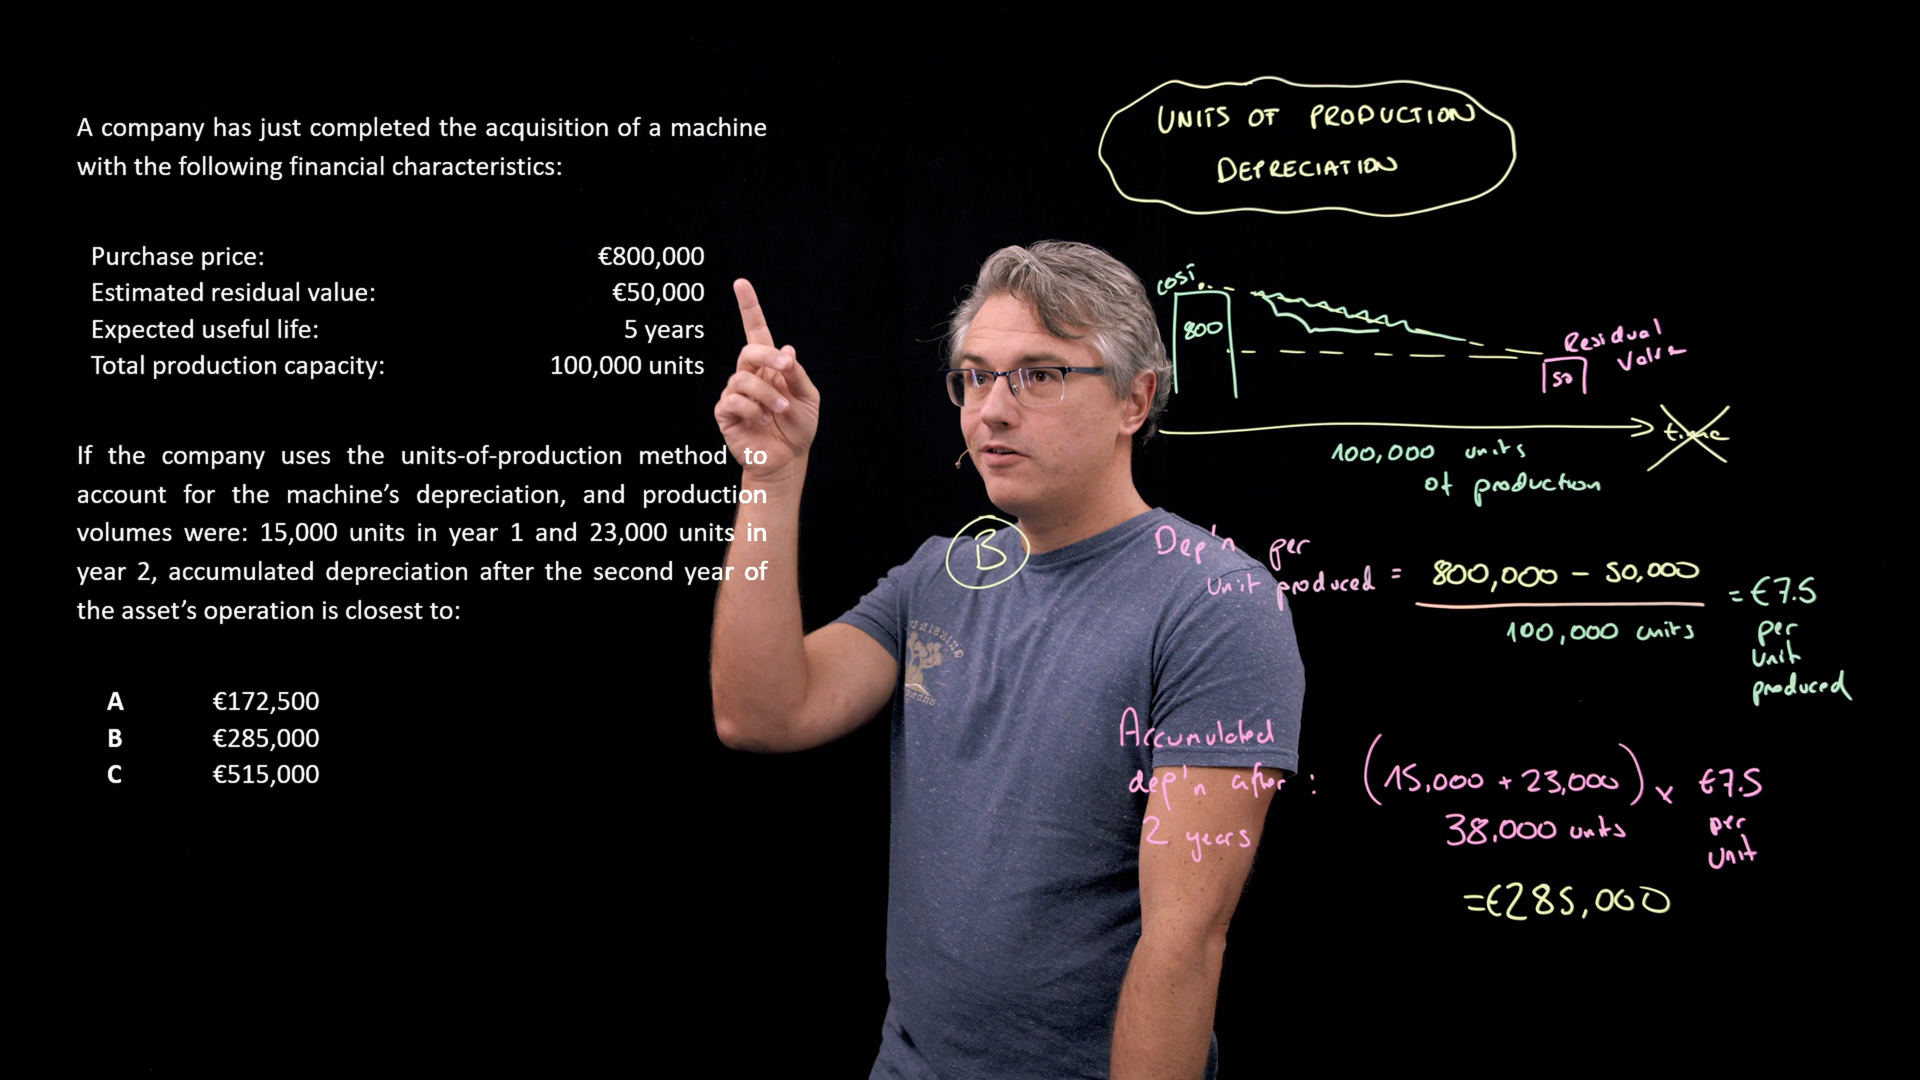 A company has just completed the acquisition of a machine
with the following financial characteristics:
Purchase price: €800,000
Estimated residual value: €50,000
Expected useful life: 5 years
Total production capacity: 100,000 units
If the company uses the units-of-production method to
account for the machine’s depreciation, and production
volumes were: 15,000 units in year 1 and 23,000 units in
year 2, accumulated depreciation after the second year of
the asset’s operation is closest to:
A €172,500
B €285,000
C €515,000
B
UNITS OF PRODUCTION
DEPRECIATION
cost
800
Residual
Value
50
time
100,000 units
of production
Dep'n per
Unit produced = 800,000 - 50,000
100,000 units
= €7.5
per
unit
produced
Accumulated
dep'n after :
2 years
(15,000 + 23,000) x €7.5
38,000 units
per
unit
=€285,000